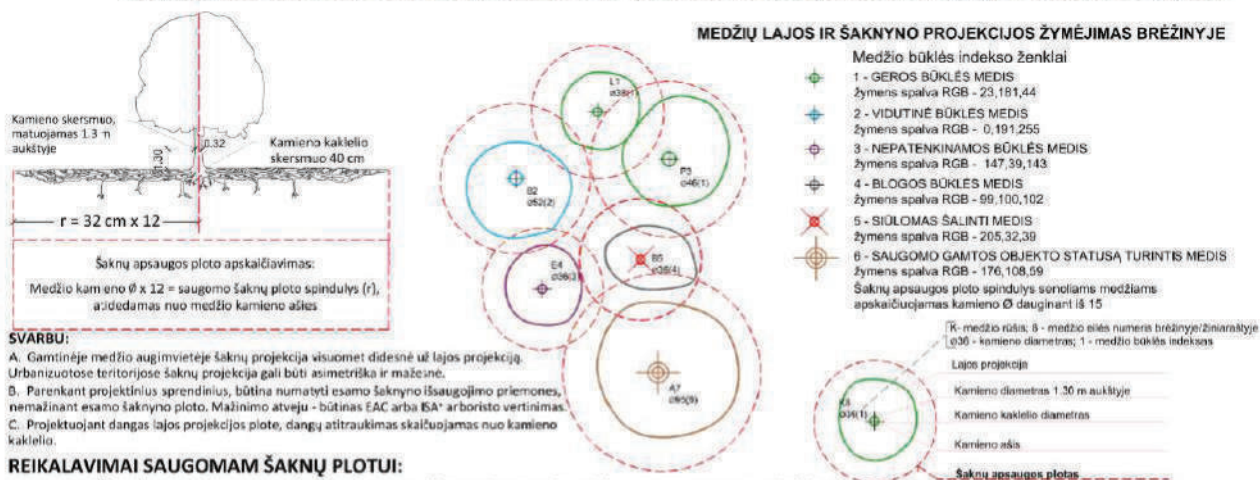 MEDŽIŲ LAJOS IR ŠAKNYNO PROJEKCIJOS ŽYMĖJIMAS BRĖŽINYJE
Medžio būklės indekso ženklai
1 - GEROS BŪKLĖS MEDIS
žymens spalva RGB - 23,181,44
2 - VIDUTINĖ BŪKLĖS MEDIS
žymens spalva RGB - 0,191,255
3 - NEPATENKINAMOS BŪKLĖS MEDIS
žymens spalva RGB - 147,39,143
4 - BLOGOS BŪKLĖS MEDIS
žymens spalva RGB - 99,100,102
5 - SIŪLOMAS ŠALINTI MEDIS
žymens spalva RGB - 205,32,39
6 - SAUGOMO GAMTOS OBJEKTO STATUSĄ TURINTIS MEDIS
žymens spalva RGB - 176,108,59
Šaknų apsaugos ploto spindulys senoliams medžiams
apskaičiuojamas kamieno Ø dauginant iš 15
Kamieno skersmuo,
matuojamas 1.3 m
aukštyje
0.32
1.30
Kamieno kaklelio
skersmuo 40 cm
r = 32 cm x 12
Šaknų apsaugos ploto apskaičiavimas:
Medžio kamieno Ø x 12 = saugomo šaknų ploto spindulys (r),
atidedamas nuo medžio kamieno ašies
L1
ø38(1)
P3
ø46(1)
B2
ø52(2)
E4
B5
ø38(4)
A7
SVARBU:
A. Gamtinėje medžio augimvietėje šaknų projekcija visuomet didesnė už lajos projekciją.
Urbanizuotose teritorijose šaknų projekcija gali būti asimetriška ir mažesnė.
B. Parenkant projektinius sprendinius, būtina numatyti esamo šaknyno išsaugojimo priemones,
nemažinant esamo šaknyno ploto. Mažinimo atveju - būtinas EAC arba ISA* arboristo vertinimas.
C. Projektuojant dangas lajos projekcijos plote, dangų atitraukimas skaičiuojamas nuo kamieno
kaklelio.
REIKALAVIMAI SAUGOMAM ŠAKNŲ PLOTUI:
K- medžio rūšis; 8 - medžio eilės numeris brėžinyje/žiniaraštyje
ø36 - kamieno diametras; 1 - medžio būklės indeksas
Lajos projekcija
Kamieno diametras 1.30 m aukštyje
Kamieno kaklelio diametras
Kamieno ašis
Šaknų apsaugos plotas
K8
ø36(1)